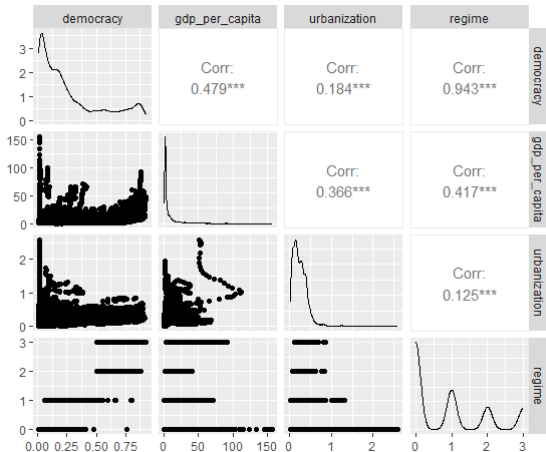 democracy gdp_per_capita urbanization regime
3
2
1
0
Corr:
0.479***
Corr:
0.184***
Corr:
0.943***
democracy
150
100
50
0
Corr:
0.366***
Corr:
0.417***
gdp_per_capita
2
1
0
Corr:
0.125***
urbanization
3
2
1
0
regime
0.00 0.25 0.50 0.75 0 50 100 150 0 1 2 0 1 2 3